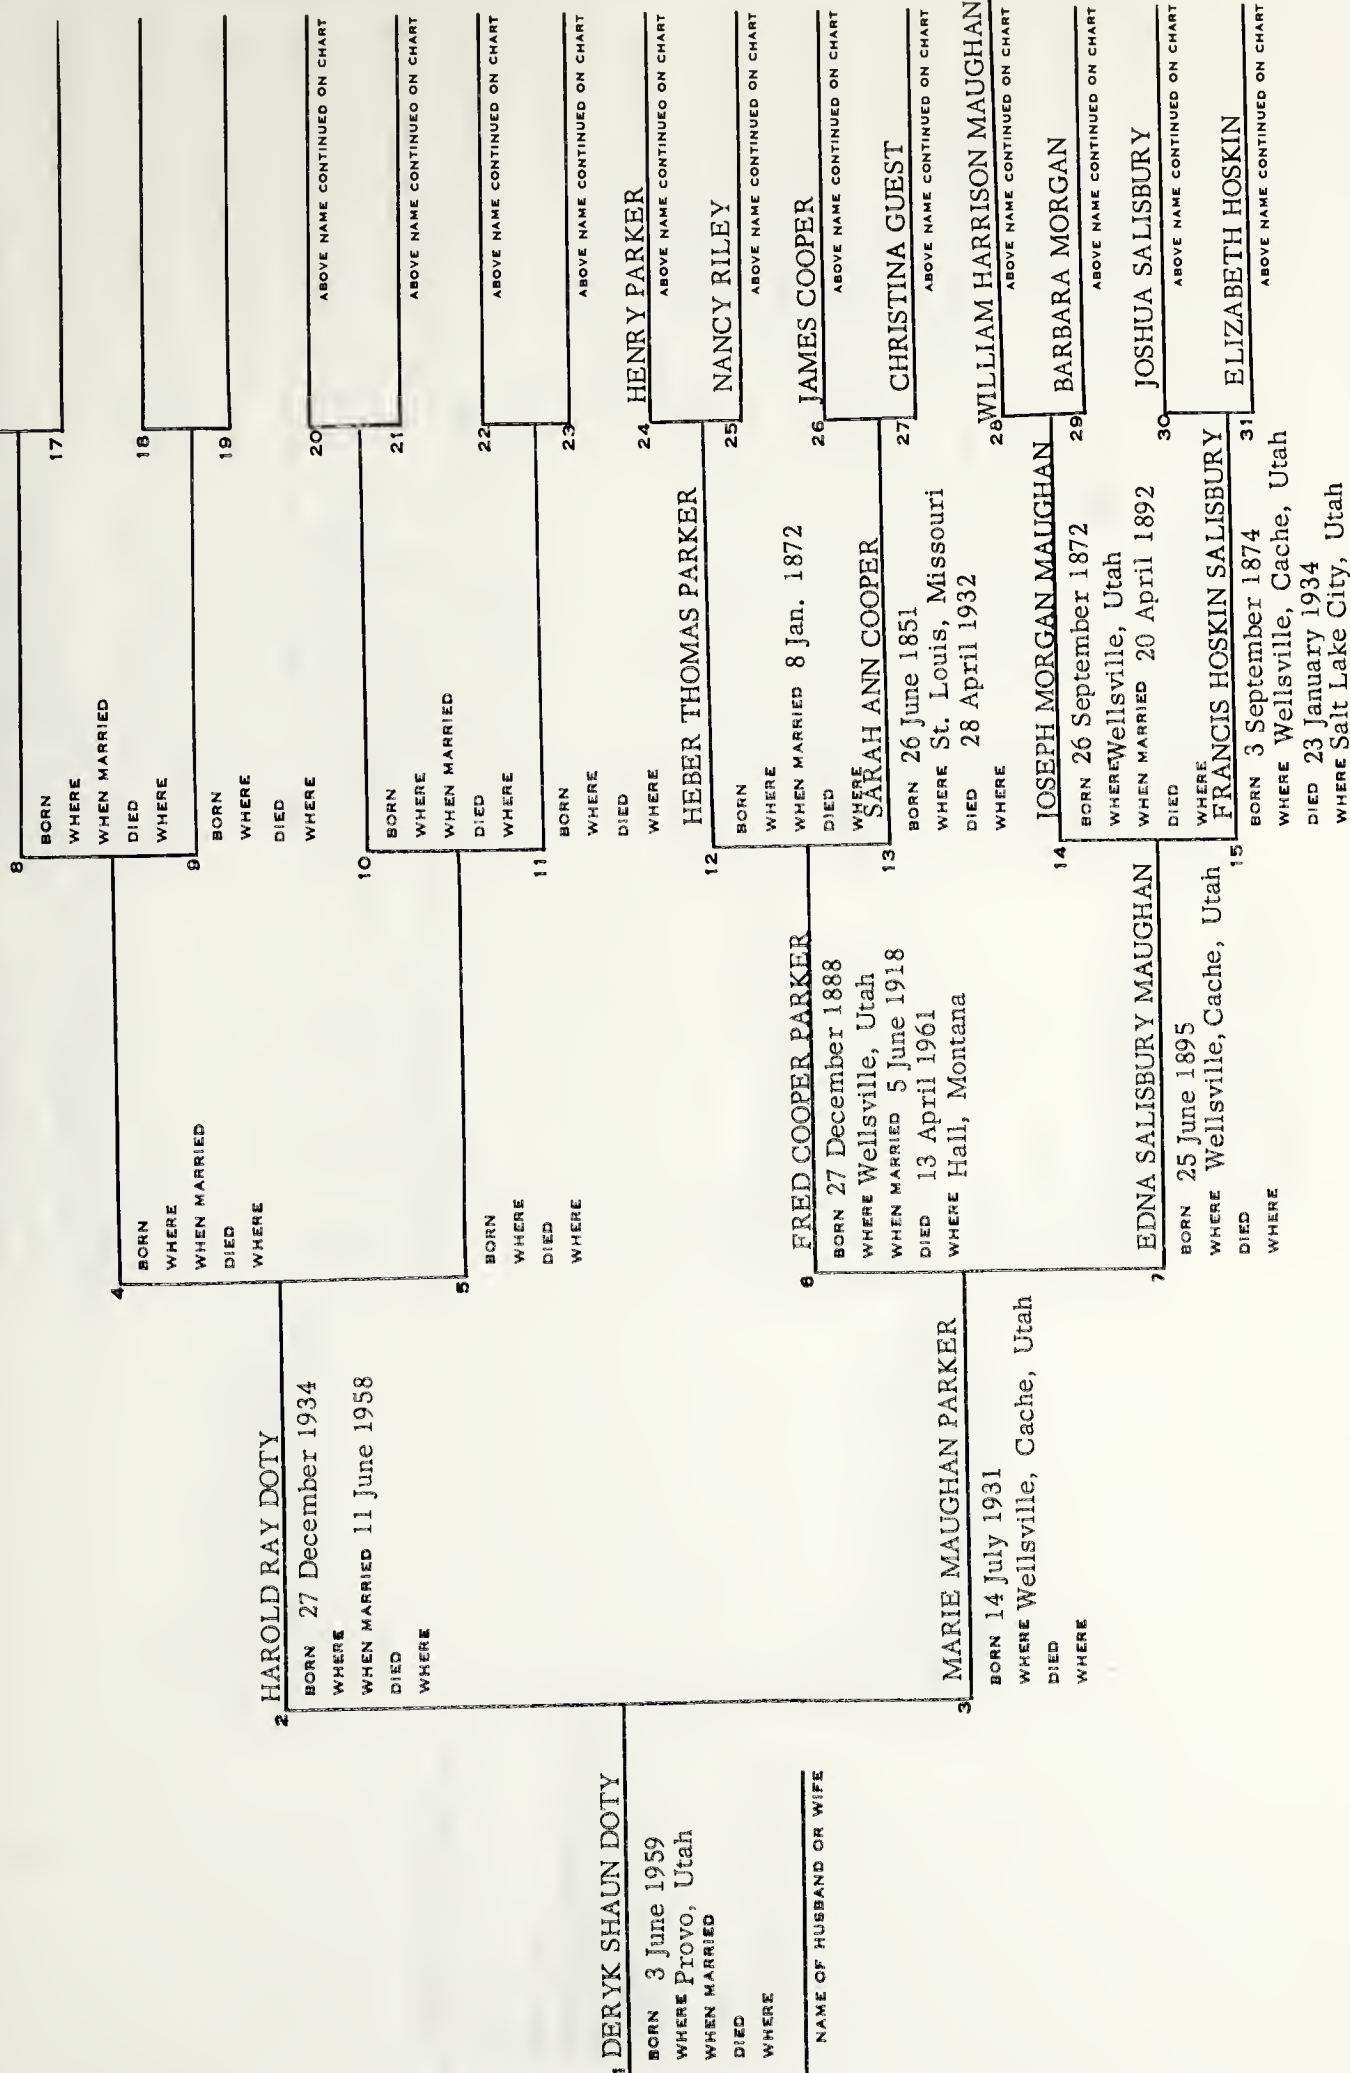 DERYK SHAUN DOTY
BORN 3 June 1959
WHERE Provo, Utah
WHEN MARRIED
DIED
WHERE
NAME OF HUSBAND OR WIFE
2
HAROLD RAY DOTY
BORN 27 December 1934
WHERE
WHEN MARRIED 11 June 1958
DIED
WHERE
3
MARIE MAUGHAN PARKER
BORN 14 July 1931
WHERE Wellsville, Cache, Utah
DIED
WHERE
4
BORN
WHERE
WHEN MARRIED
DIED
WHERE
5
BORN
WHERE
DIED
WHERE
6
FRED COOPER PARKER
BORN 27 December 1888
WHERE Wellsville, Utah
WHEN MARRIED 5 June 1918
DIED 13 April 1961
WHERE Hall, Montana
7
EDNA SALISBURY MAUGHAN
BORN 25 June 1895
WHERE Wellsville, Cache, Utah
DIED
WHERE
8
BORN
WHERE
WHEN MARRIED
DIED
WHERE
9
BORN
WHERE
DIED
WHERE
10
BORN
WHERE
WHEN MARRIED
DIED
WHERE
11
BORN
WHERE
DIED
WHERE
12
HEBER THOMAS PARKER
BORN
WHERE
WHEN MARRIED 8 Jan. 1872
DIED
WHERE
13
SARAH ANN COOPER
BORN 26 June 1851
WHERE St. Louis, Missouri
DIED 28 April 1932
WHERE
14
JOSEPH MORGAN MAUGHAN
BORN 26 September 1872
WHERE Wellsville, Utah
WHEN MARRIED 20 April 1892
DIED
WHERE
15
FRANCIS HOSKIN SALISBURY
BORN 3 September 1874
WHERE Wellsville, Cache, Utah
DIED 23 January 1934
WHERE Salt Lake City, Utah
17
18
19
20
ABOVE NAME CONTINUED ON CHART
21
ABOVE NAME CONTINUED ON CHART
22
ABOVE NAME CONTINUED ON CHART
23
ABOVE NAME CONTINUED ON CHART
24
HENRY PARKER
ABOVE NAME CONTINUED ON CHART
25
NANCY RILEY
ABOVE NAME CONTINUED ON CHART
26
JAMES COOPER
ABOVE NAME CONTINUED ON CHART
27
CHRISTINA GUEST
ABOVE NAME CONTINUED ON CHART
28
WILLIAM HARRISON MAUGHAN
ABOVE NAME CONTINUED ON CHART
29
BARBARA MORGAN
ABOVE NAME CONTINUED ON CHART
30
JOSHUA SALISBURY
ABOVE NAME CONTINUED ON CHART
31
ELIZABETH HOSKIN
ABOVE NAME CONTINUED ON CHART